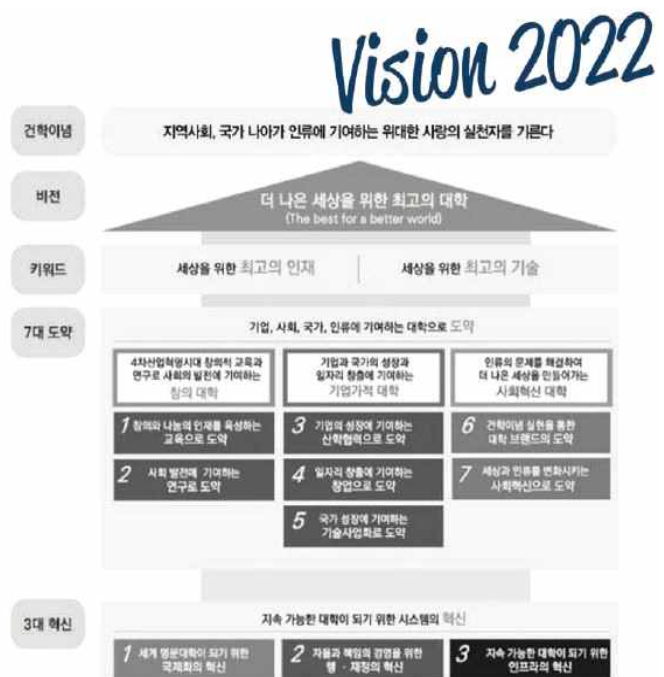 Vision 2022
건학이념
지역사회, 국가 나아가 인류에 기여하는 위대한 사랑의 실천자를 기른다
비전
더 나은 세상을 위한 최고의 대학
(The best for a better world)
키워드
세상을 위한 최고의 인재
세상을 위한 최고의 기술
7대 도약
기업, 사회, 국가, 인류에 기여하는 대학으로 도약
4차산업혁명시대 창의적 교육과
연구로 사회의 발전에 기여하는
창의 대학
1 창의와 나눔의 인재를 육성하는
교육으로 도약
2 사회 발전에 기여하는
연구로 도약
기업과 국가의 성장과
일자리 창출에 기여하는
기업가적 대학
3 기업의 성장에 기여하는
산학협력으로 도약
4 일자리 창출에 기여하는
창업으로 도약
5 국가 성장에 기여하는
기술사업화로 도약
인류의 문제를 해결하여
더 나은 세상을 만들어가는
사회혁신 대학
6 건학이념 실현을 통한
대학 브랜드의 도약
7 세상과 인류를 변화시키는
사회혁신으로 도약
3대 혁신
지속 가능한 대학이 되기 위한 시스템의 혁신
1 세계 명문대학이 되기 위한
국제화의 혁신
2 자율과 책임의 경영을 위한
행·재정의 혁신
3 지속 가능한 대학이 되기 위한
인프라의 혁신